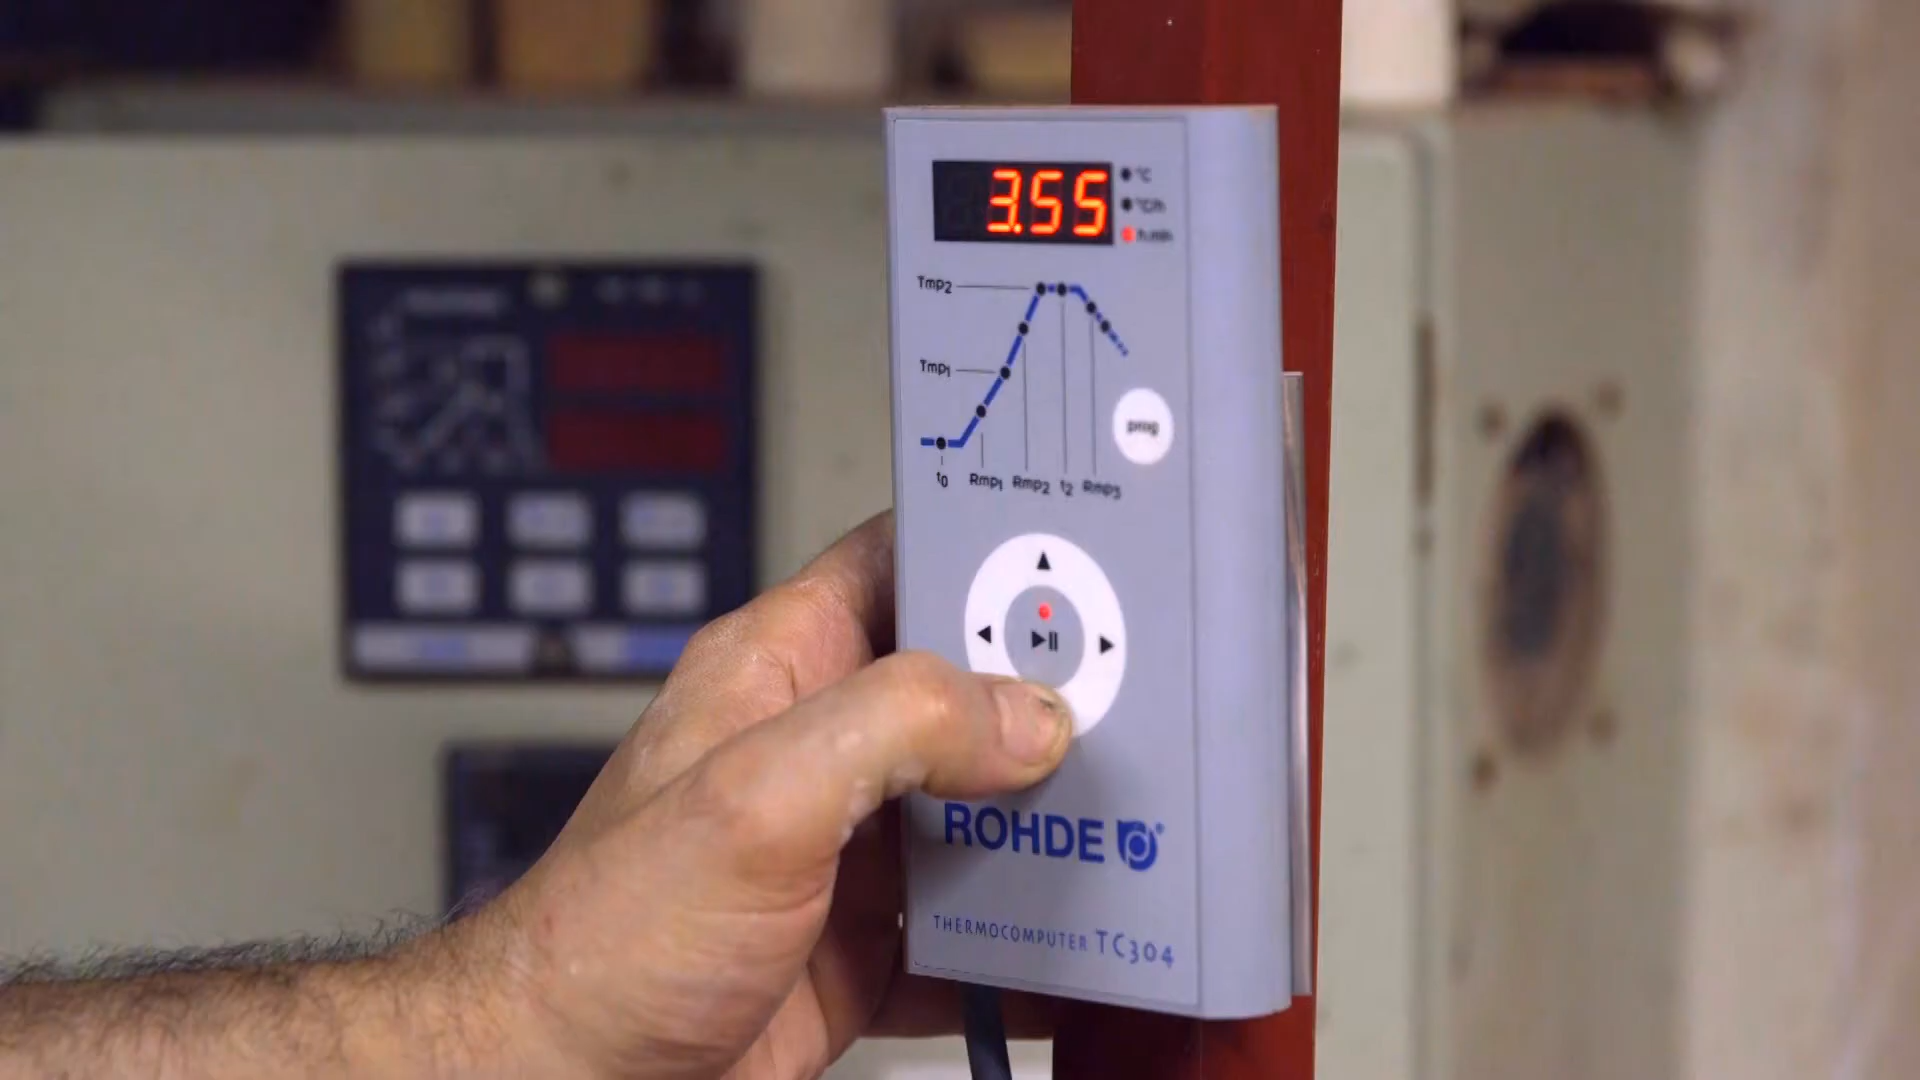 3.55
°C
°C/h
h.min
Tmp2
Tmp1
prog
t0 Rmp1 Rmp2 t2 Rmp3
ROHDE
THERMOCOMPUTER TC304